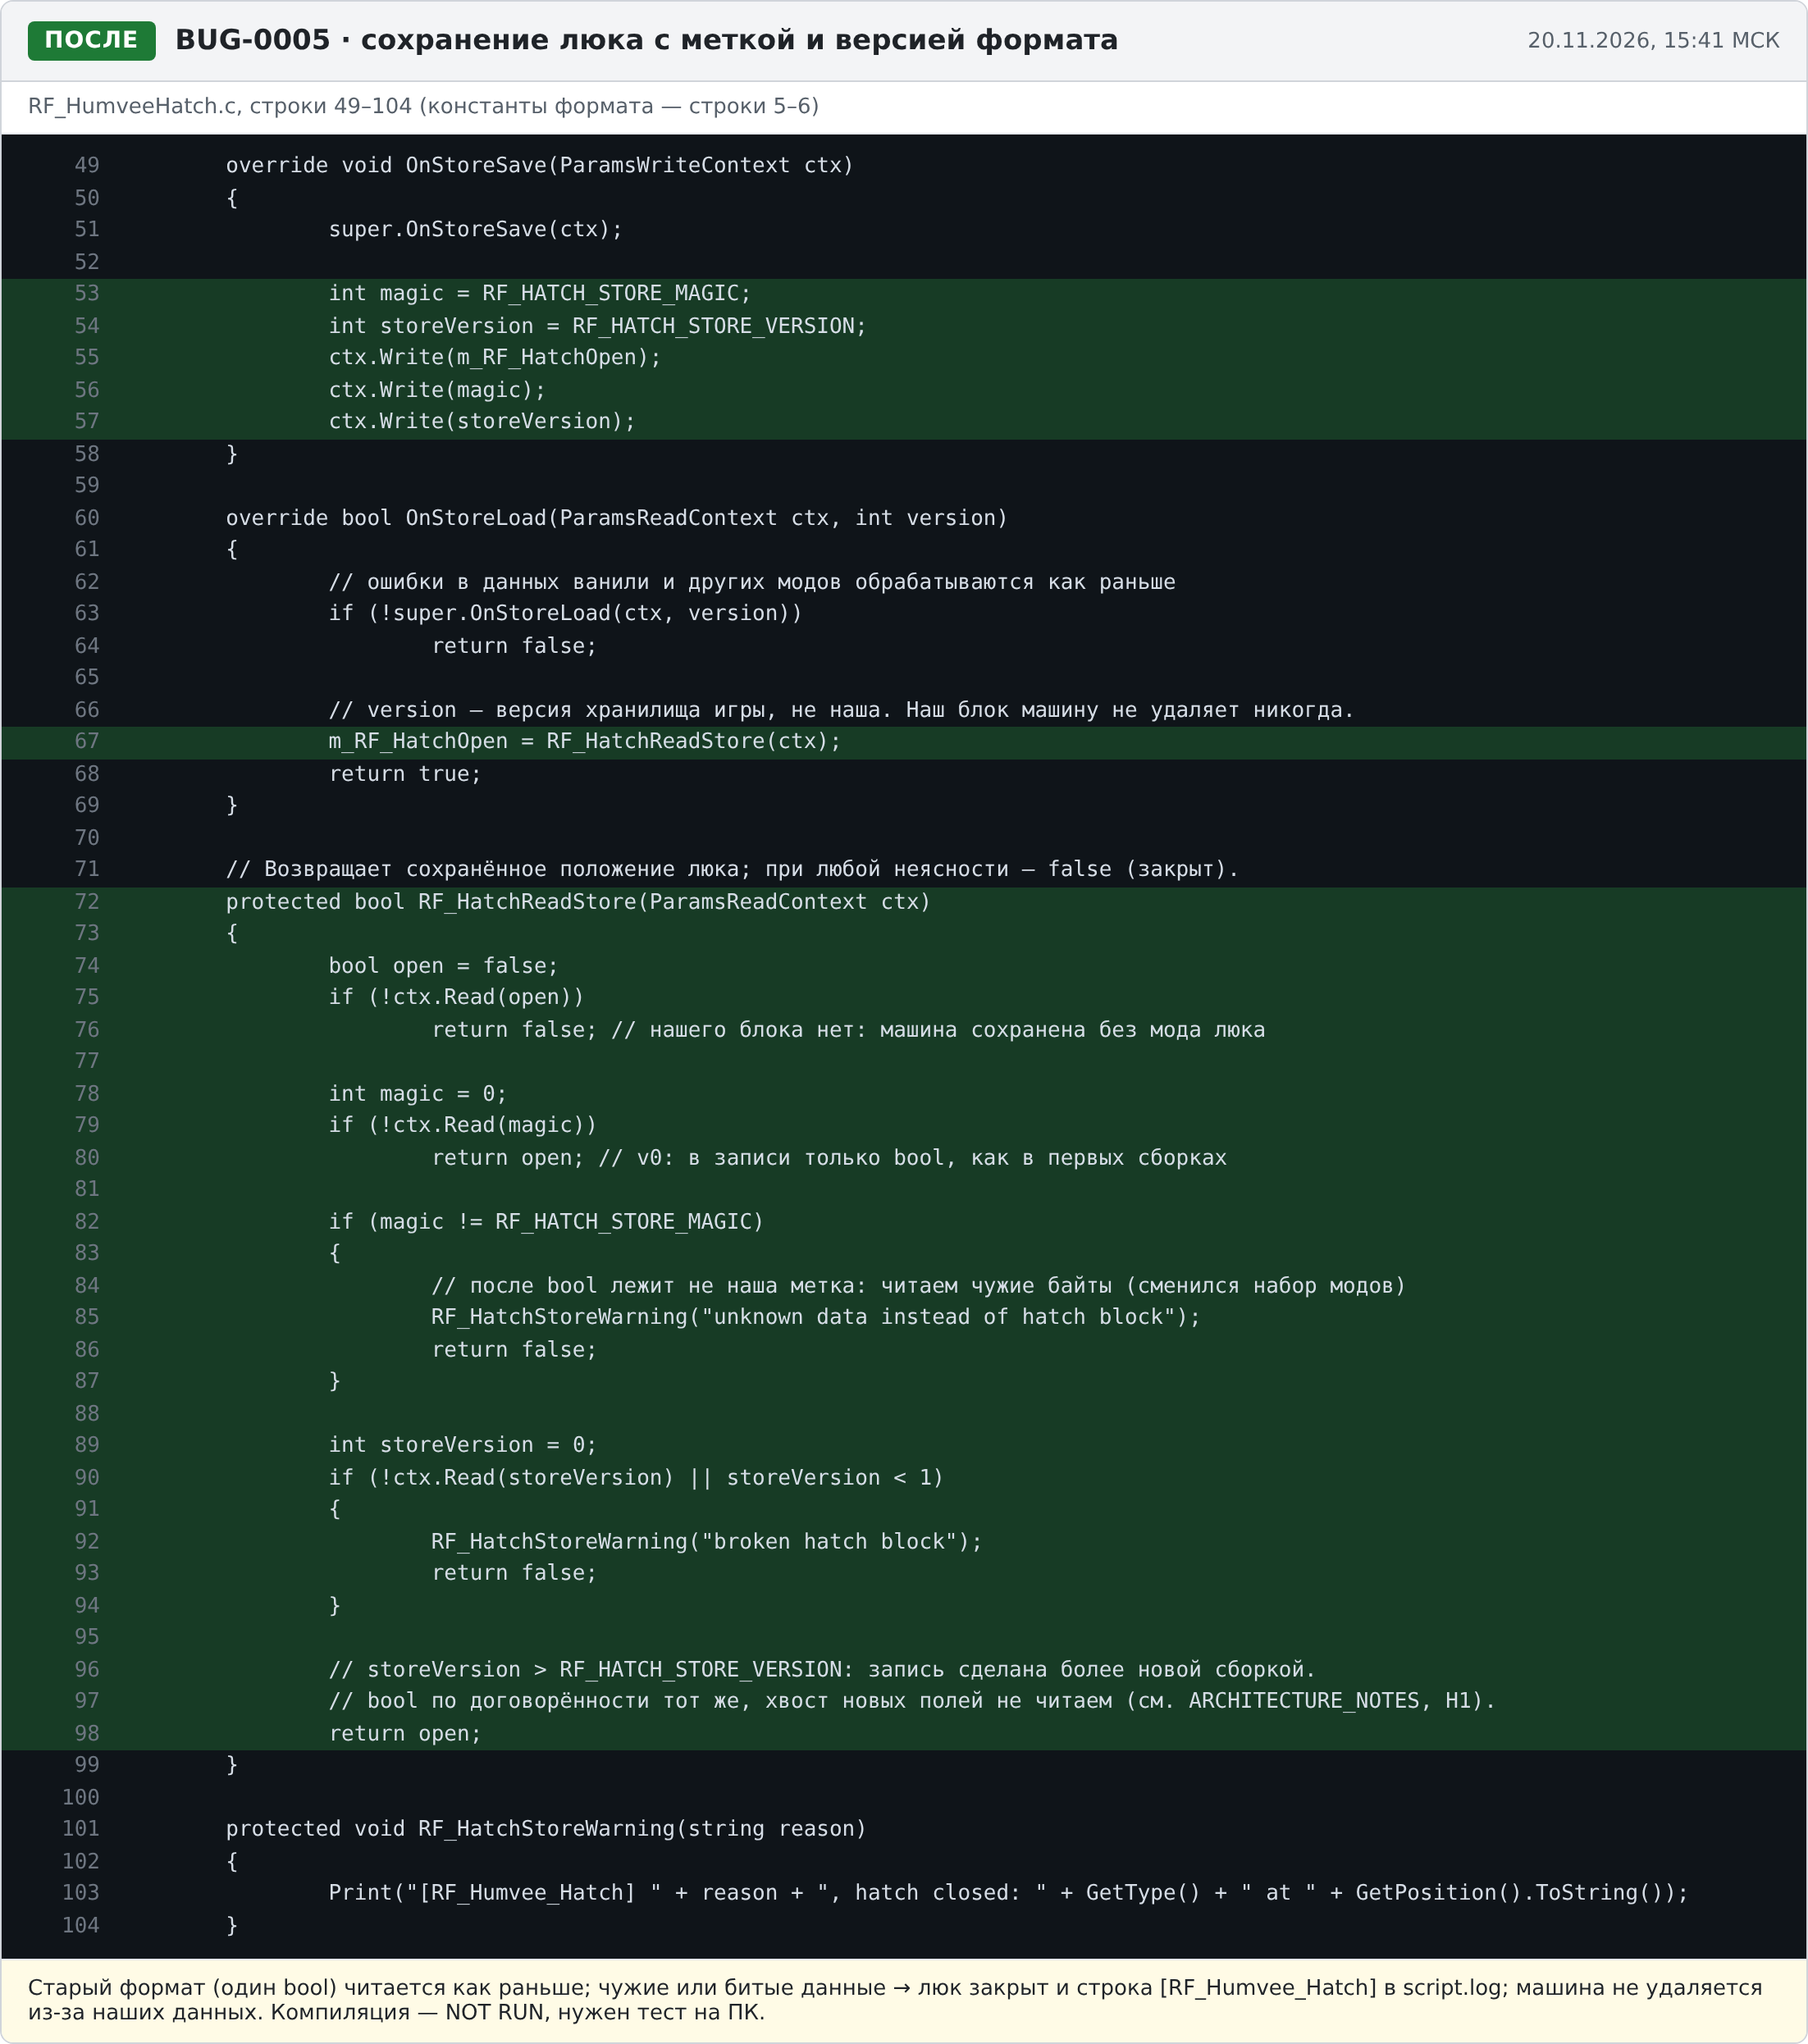 ПОСЛЕ BUG-0005 · сохранение люка с меткой и версией формата 20.11.2026, 15:41 МСК
RF_HumveeHatch.c, строки 49–104 (константы формата — строки 5–6)
49 override void OnStoreSave(ParamsWriteContext ctx)
50 {
51 super.OnStoreSave(ctx);
52
53 int magic = RF_HATCH_STORE_MAGIC;
54 int storeVersion = RF_HATCH_STORE_VERSION;
55 ctx.Write(m_RF_HatchOpen);
56 ctx.Write(magic);
57 ctx.Write(storeVersion);
58 }
59
60 override bool OnStoreLoad(ParamsReadContext ctx, int version)
61 {
62 // ошибки в данных ванили и других модов обрабатываются как раньше
63 if (!super.OnStoreLoad(ctx, version))
64 return false;
65
66 // version — версия хранилища игры, не наша. Наш блок машину не удаляет никогда.
67 m_RF_HatchOpen = RF_HatchReadStore(ctx);
68 return true;
69 }
70
71 // Возвращает сохранённое положение люка; при любой неясности — false (закрыт).
72 protected bool RF_HatchReadStore(ParamsReadContext ctx)
73 {
74 bool open = false;
75 if (!ctx.Read(open))
76 return false; // нашего блока нет: машина сохранена без мода люка
77
78 int magic = 0;
79 if (!ctx.Read(magic))
80 return open; // v0: в записи только bool, как в первых сборках
81
82 if (magic != RF_HATCH_STORE_MAGIC)
83 {
84 // после bool лежит не наша метка: читаем чужие байты (сменился набор модов)
85 RF_HatchStoreWarning("unknown data instead of hatch block");
86 return false;
87 }
88
89 int storeVersion = 0;
90 if (!ctx.Read(storeVersion) || storeVersion < 1)
91 {
92 RF_HatchStoreWarning("broken hatch block");
93 return false;
94 }
95
96 // storeVersion > RF_HATCH_STORE_VERSION: запись сделана более новой сборкой.
97 // bool по договорённости тот же, хвост новых полей не читаем (см. ARCHITECTURE_NOTES, H1).
98 return open;
99 }
100
101 protected void RF_HatchStoreWarning(string reason)
102 {
103 Print("[RF_Humvee_Hatch] " + reason + ", hatch closed: " + GetType() + " at " + GetPosition().ToString());
104 }
Старый формат (один bool) читается как раньше; чужие или битые данные → люк закрыт и строка [RF_Humvee_Hatch] в script.log; машина не удаляется
из-за наших данных. Компиляция — NOT RUN, нужен тест на ПК.